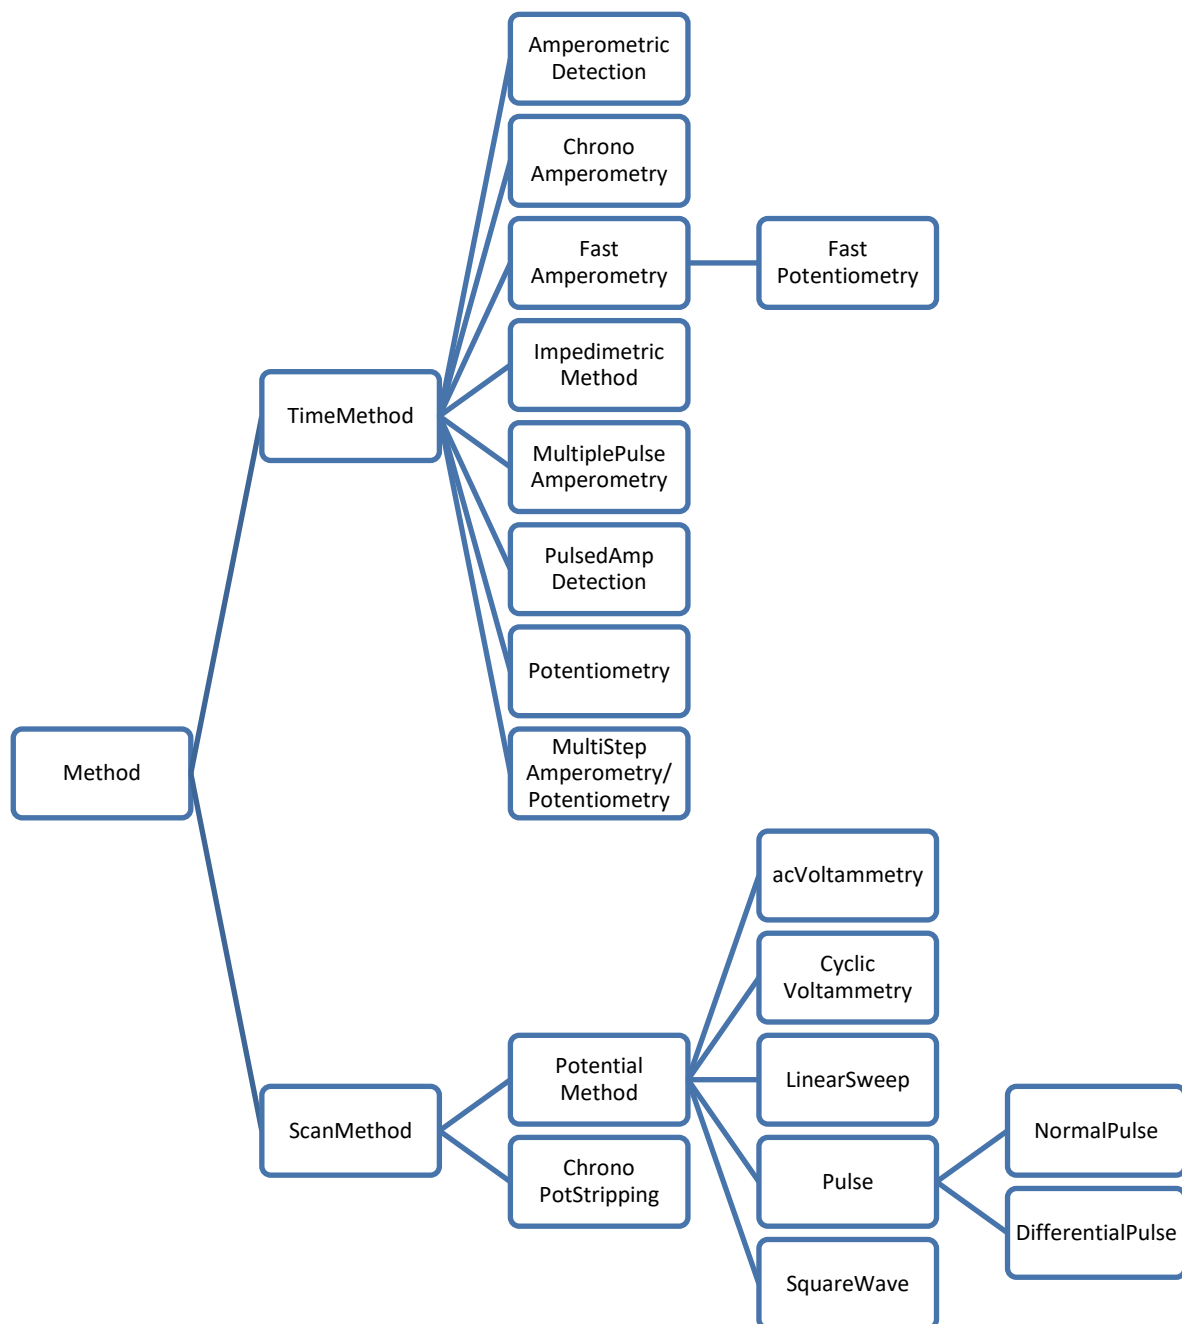 Amperometric
Detection
Chrono
Amperometry
Fast
Amperometry
Fast
Potentiometry
Impedimetric
Method
TimeMethod
MultiplePulse
Amperometry
PulsedAmp
Detection
Potentiometry
Method
MultiStep
Amperometry/
Potentiometry
acVoltammetry
Cyclic
Voltammetry
Potential
Method
LinearSweep
ScanMethod
NormalPulse
Chrono
PotStripping
Pulse
DifferentialPulse
SquareWave